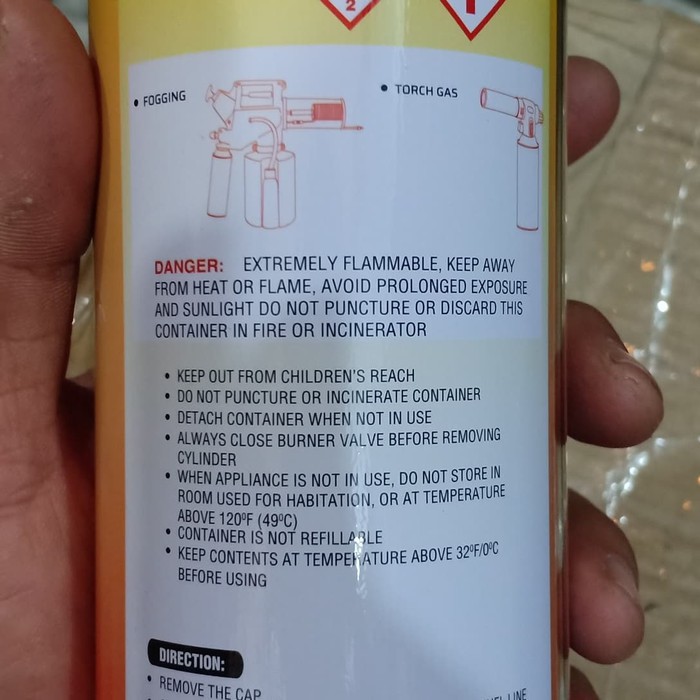 2
1
• FOGGING
• TORCH GAS
DANGER: EXTREMELY FLAMMABLE, KEEP AWAY
FROM HEAT OR FLAME, AVOID PROLONGED EXPOSURE
AND SUNLIGHT DO NOT PUNCTURE OR DISCARD THIS
CONTAINER IN FIRE OR INCINERATOR
• KEEP OUT FROM CHILDREN'S REACH
• DO NOT PUNCTURE OR INCINERATE CONTAINER
• DETACH CONTAINER WHEN NOT IN USE
• ALWAYS CLOSE BURNER VALVE BEFORE REMOVING
CYLINDER
• WHEN APPLIANCE IS NOT IN USE, DO NOT STORE IN
ROOM USED FOR HABITATION, OR AT TEMPERATURE
ABOVE 120ºF (49ºC)
• CONTAINER IS NOT REFILLABLE
• KEEP CONTENTS AT TEMPERATURE ABOVE 32ºF/0ºC
BEFORE USING
DIRECTION:
• REMOVE THE CAP
LINE